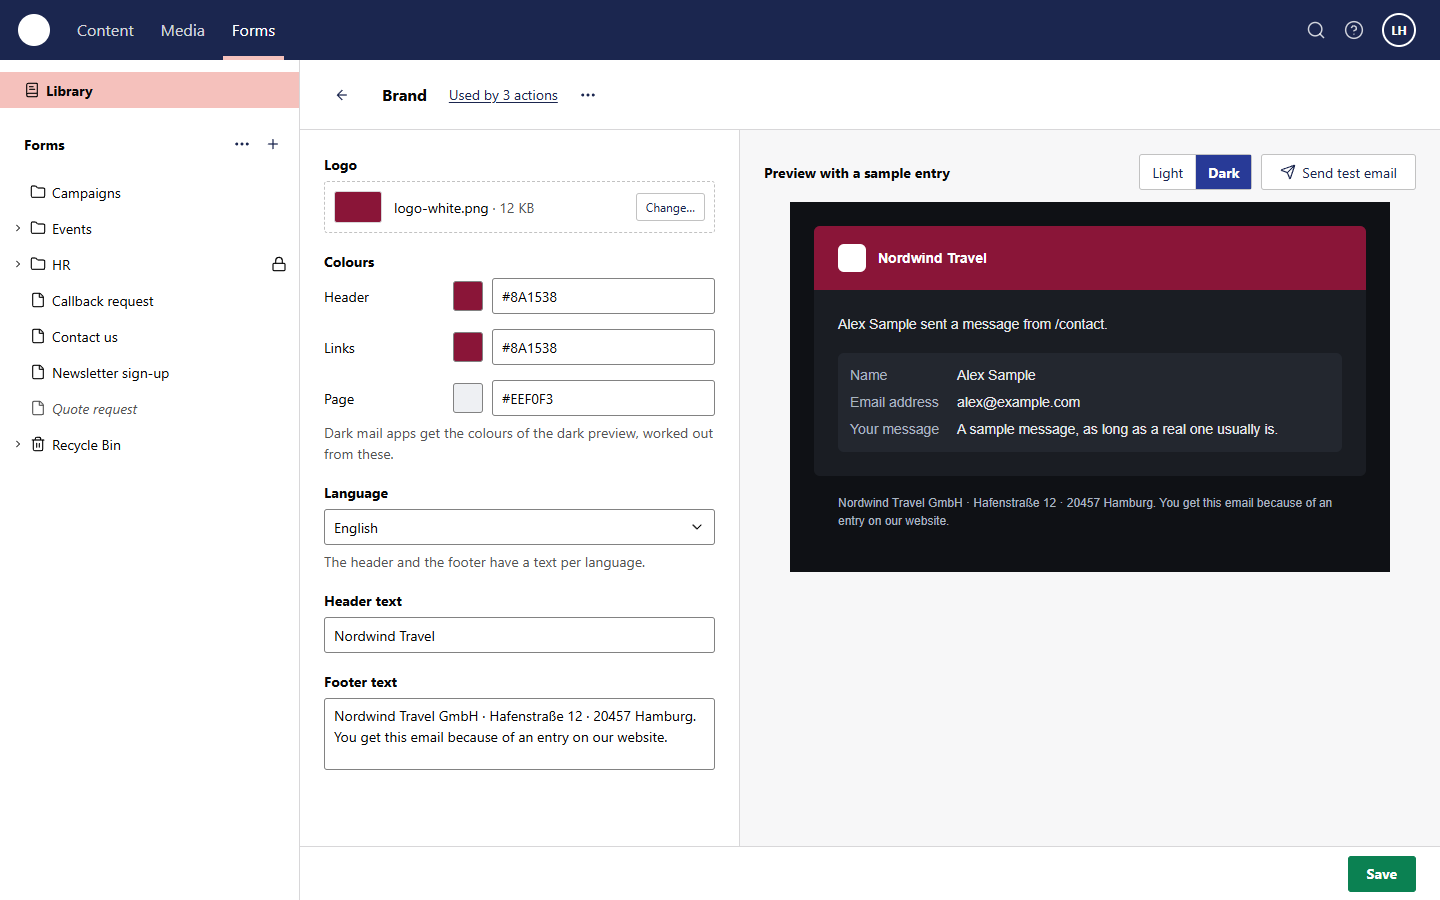 Content
Media
Forms
LH
Library
Forms
Campaigns
Events
HR
Callback request
Contact us
Newsletter sign-up
Quote request
Recycle Bin
Brand
Used by 3 actions
Logo
logo-white.png · 12 KB
Change...
Colours
Header
#8A1538
Links
#8A1538
Page
#EEF0F3
Dark mail apps get the colours of the dark preview, worked out
from these.
Language
English
The header and the footer have a text per language.
Header text
Nordwind Travel
Footer text
Nordwind Travel GmbH · Hafenstraße 12 · 20457 Hamburg.
You get this email because of an entry on our website.
Preview with a sample entry
Light
Dark
Send test email
Nordwind Travel
Alex Sample sent a message from /contact.
Name Alex Sample
Email address alex@example.com
Your message A sample message, as long as a real one usually is.
Nordwind Travel GmbH · Hafenstraße 12 · 20457 Hamburg. You get this email because of an
entry on our website.
Save